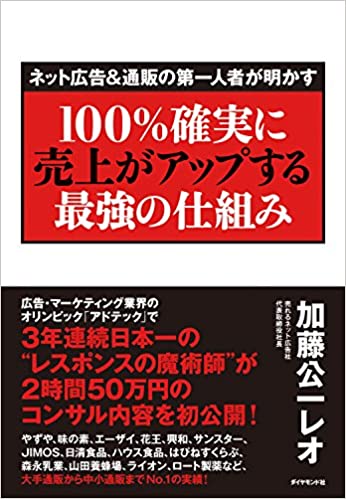 ネット広告&通販の第一人者が明かす
100%確実に
売上がアップする
最強の仕組み
広告・マーケティング業界の
オリンピック「アドテック」で
3年連続日本一の
“レスポンスの魔術師”が
2時間50万円の
コンサル内容を初公開!
やずや、味の素、エーザイ、花王、興和、サンスター、
JIMOS、日清食品、ハウス食品、はぴねすくらぶ、
森永乳業、山田養蜂場、ライオン、ロート製薬など、
大手通販から中小通販までNo.1の実績!
売れるネット広告社
代表取締役社長
加藤公一レオ
ダイヤモンド社